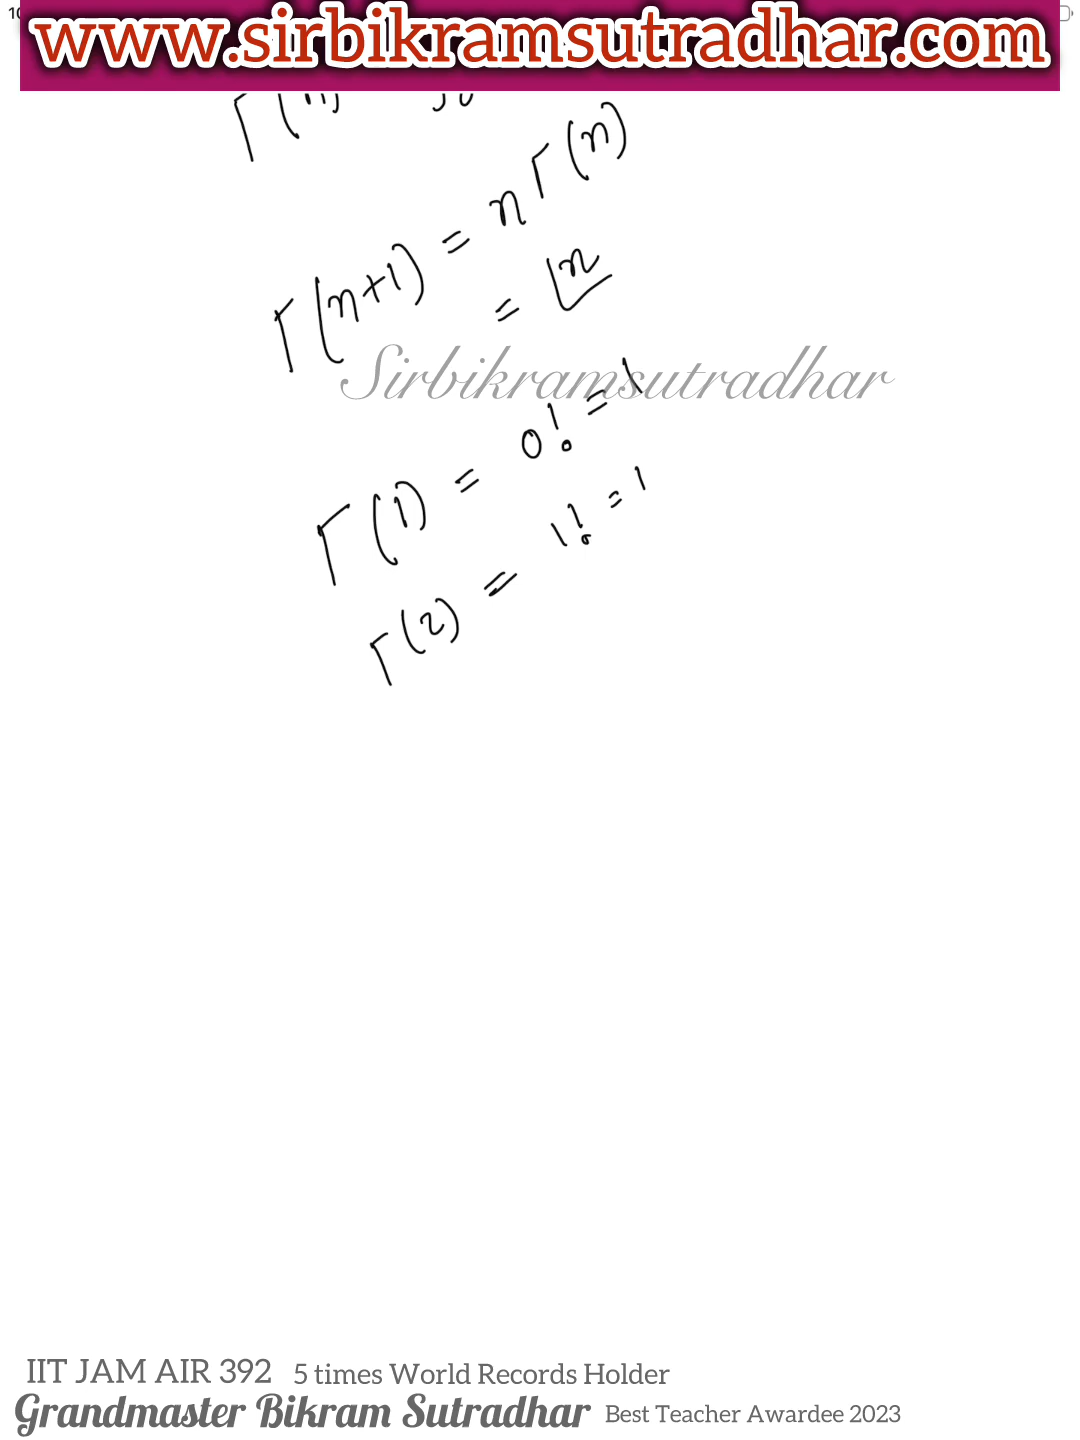 www.sirbikramsutradhar.com
Γ(n+1) = n Γ(n)
= |n
Sirbikramsutradhar
Γ(1) = 0! = 1
Γ(2) = 1! = 1
IIT JAM AIR 392 5 times World Records Holder
Grandmaster Bikram Sutradhar Best Teacher Awardee 2023